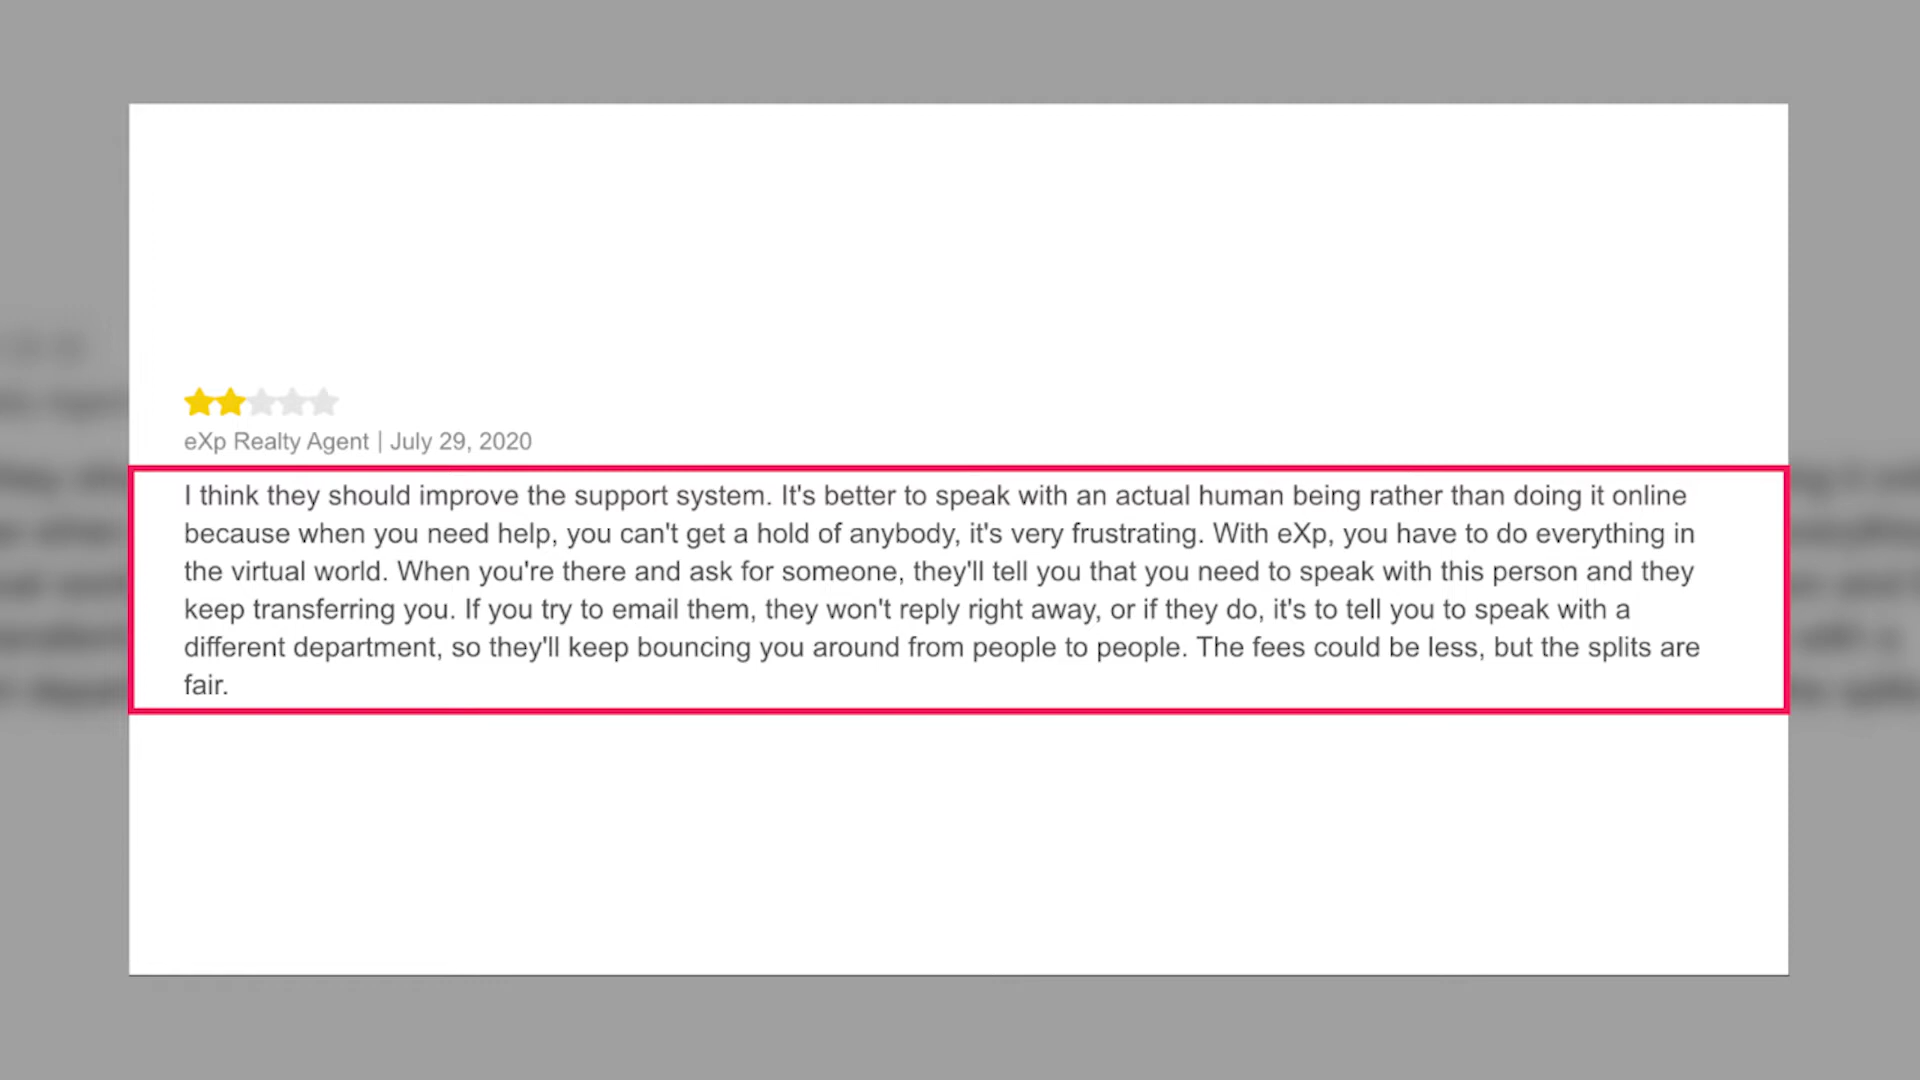 eXp Realty Agent | July 29, 2020
I think they should improve the support system. It's better to speak with an actual human being rather than doing it online
because when you need help, you can't get a hold of anybody, it's very frustrating. With eXp, you have to do everything in
the virtual world. When you're there and ask for someone, they'll tell you that you need to speak with this person and they
keep transferring you. If you try to email them, they won't reply right away, or if they do, it's to tell you to speak with a
different department, so they'll keep bouncing you around from people to people. The fees could be less, but the splits are
fair.